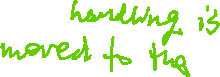 handling is
moved to the